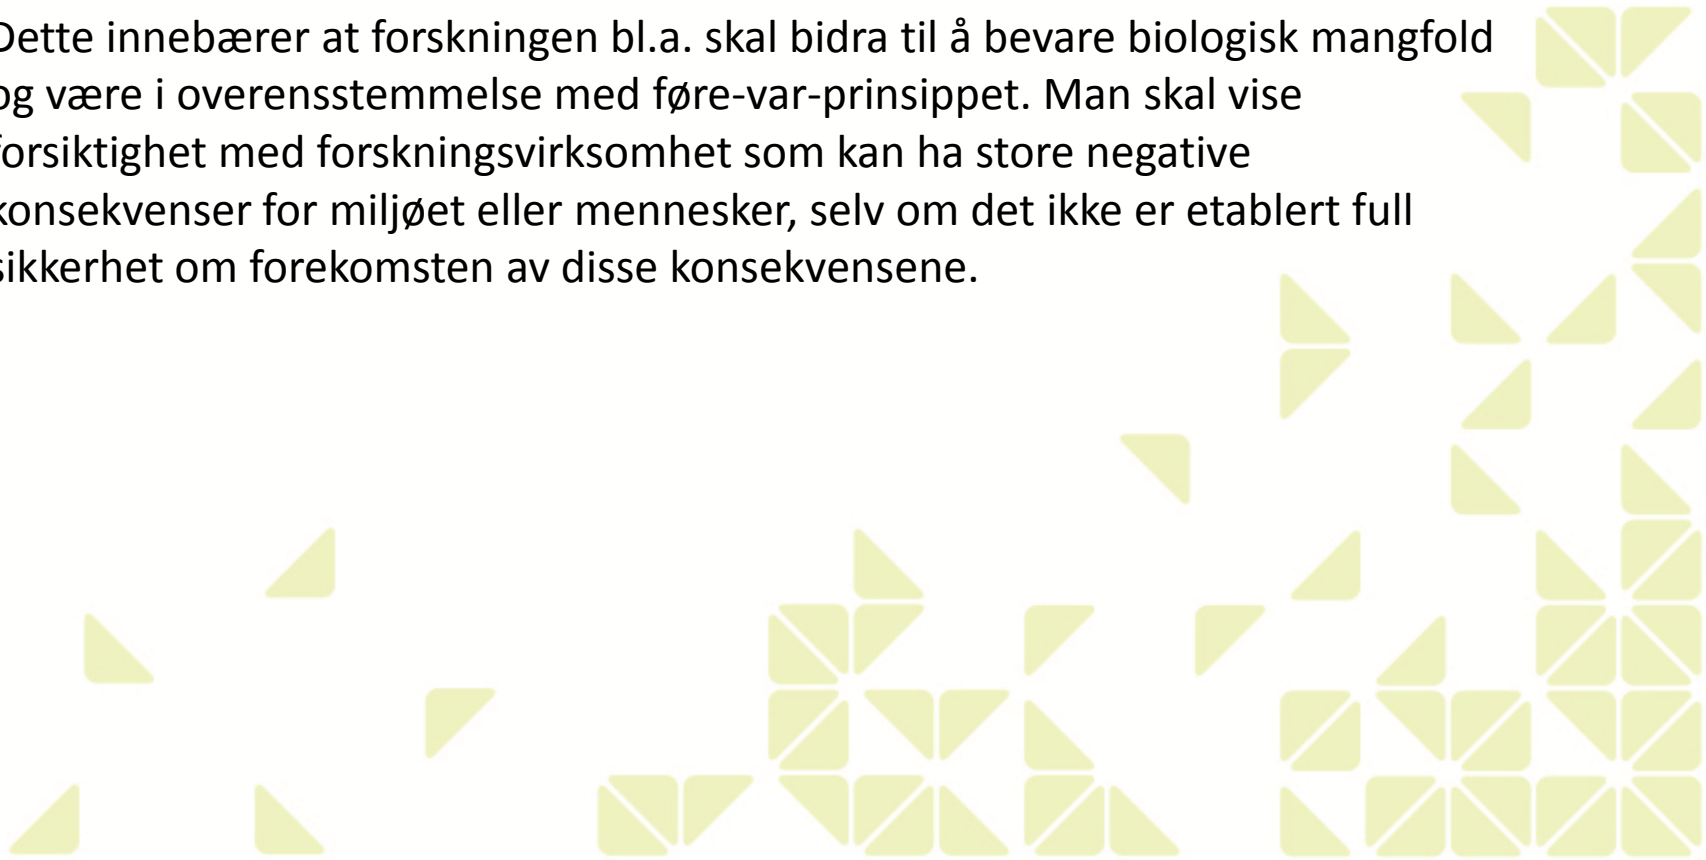 Dette innebærer at forskningen bl.a. skal bidra til å bevare biologisk mangfold
og være i overensstemmelse med føre-var-prinsippet. Man skal vise
forsiktighet med forskningsvirksomhet som kan ha store negative
konsekvenser for miljøet eller mennesker, selv om det ikke er etablert full
sikkerhet om forekomsten av disse konsekvensene.